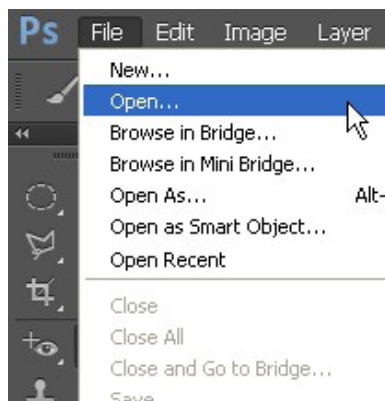 Ps File Edit Image Layer
New...
Open...
Browse in Bridge...
Browse in Mini Bridge...
Open As... Alt-
Open as Smart Object...
Open Recent
Close
Close All
Close and Go to Bridge...
Save